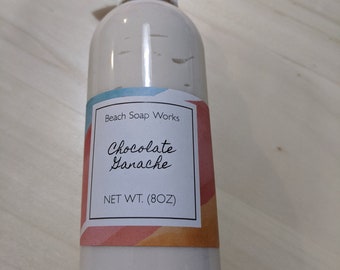 Beach Soap Works
Chocolate
Ganache
NET WT. (8OZ)